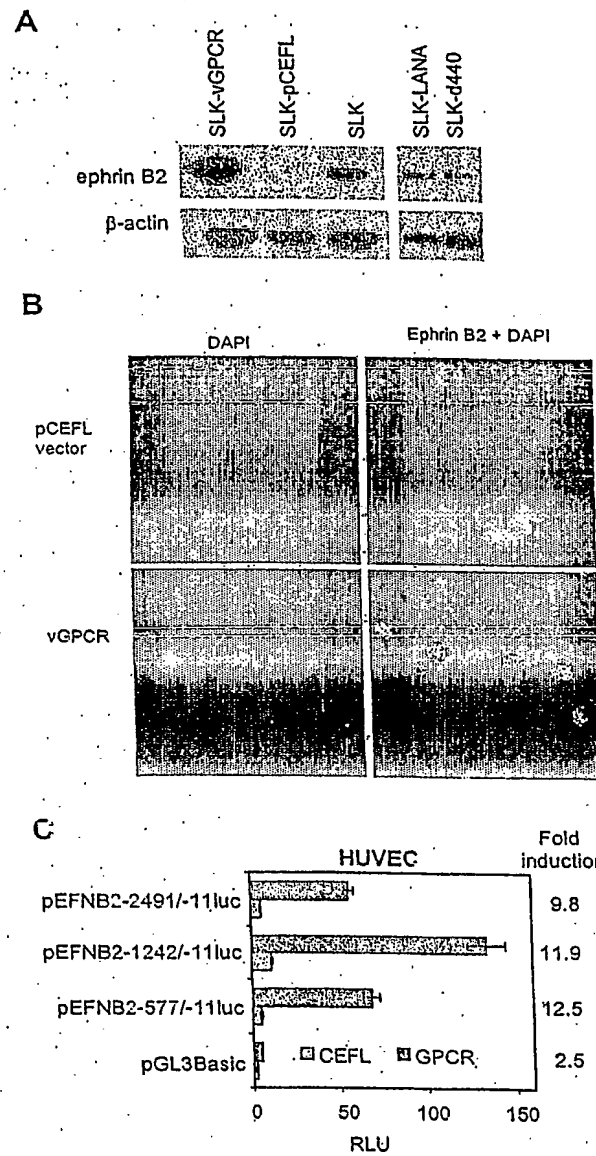 A
SLK-vGPCR
SLK-pCEFL
SLK
SLK-LANA
SLK-d440
ephrin B2
β-actin
B
DAPI
Ephrin B2 + DAPI
pCEFL
vector
vGPCR
C
HUVEC
Fold
induction
pEFNB2-2491/-11luc
9.8
pEFNB2-1242/-11luc
11.9
pEFNB2-577/-11luc
12.5
pGL3Basic
CEFL
GPCR
2.5
0
50
100
150
RLU